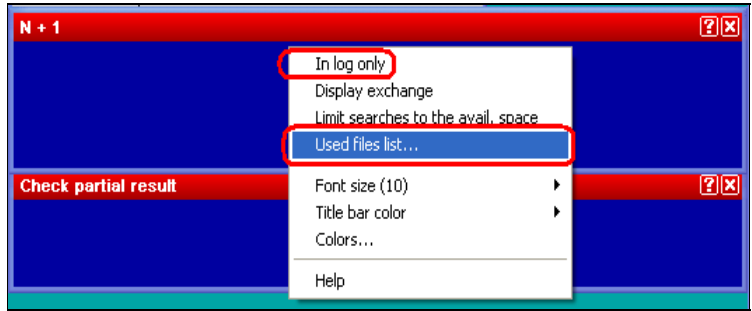 N + 1
In log only
Display exchange
Limit searches to the avail. space
Used files list...
Check partial result
Font size (10)
Title bar color
Colors...
Help